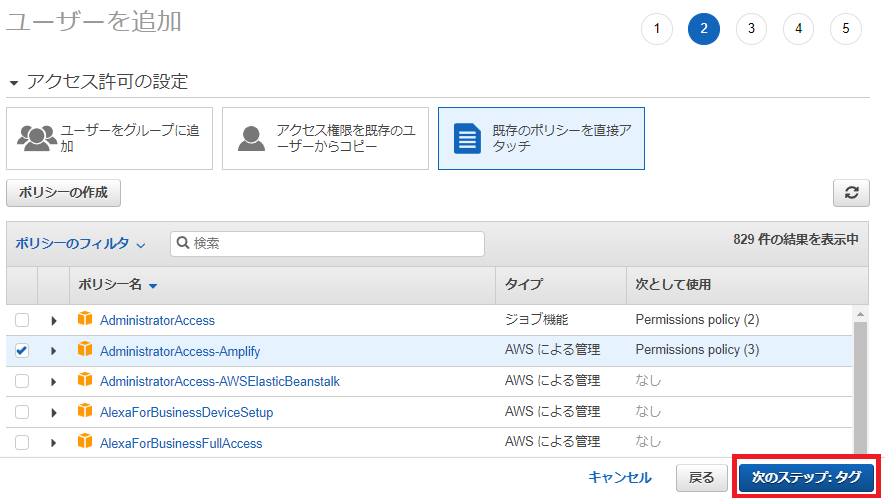 ユーザーを追加
1 2 3 4 5
アクセス許可の設定
ユーザーをグループに追
加
アクセス権限を既存のユ
ーザーからコピー
既存のポリシーを直接ア
タッチ
ポリシーの作成
ポリシーのフィルタ 検索 829 件の結果を表示中
ポリシー名 タイプ 次として使用
AdministratorAccess ジョブ機能 Permissions policy (2)
AdministratorAccess-Amplify AWS による管理 Permissions policy (3)
AdministratorAccess-AWSElasticBeanstalk AWS による管理 なし
AlexaForBusinessDeviceSetup AWS による管理 なし
AlexaForBusinessFullAccess AWS による管理 なし
キャンセル 戻る 次のステップ: タグ